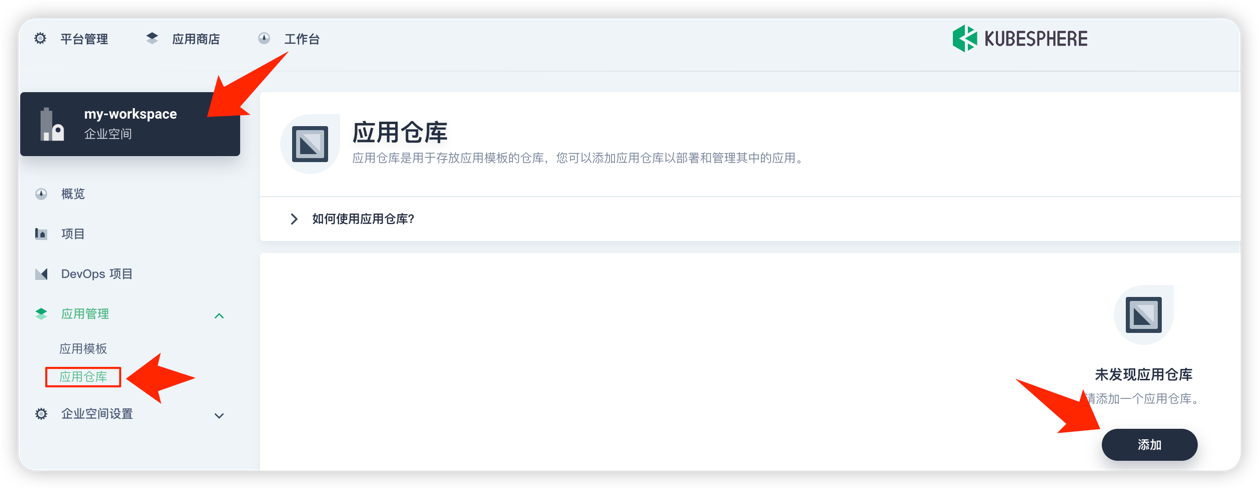 平台管理
应用商店
工作台
KUBESPHERE
my-workspace
企业空间
概览
项目
DevOps 项目
应用管理
应用模板
应用仓库
企业空间设置
应用仓库
应用仓库是用于存放应用模板的仓库，您可以添加应用仓库以部署和管理其中的应用。
如何使用应用仓库?
未发现应用仓库
请添加一个应用仓库。
添加